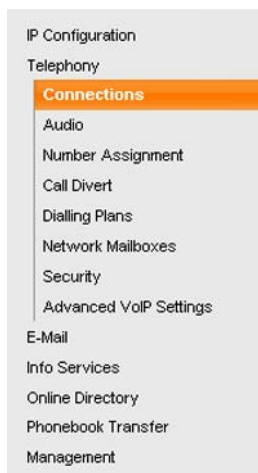 IP Configuration
Telephony
Connections
Audio
Number Assignment
Call Divert
Dialling Plans
Network Mailboxes
Security
Advanced VoIP Settings
E-Mail
Info Services
Online Directory
Phonebook Transfer
Management